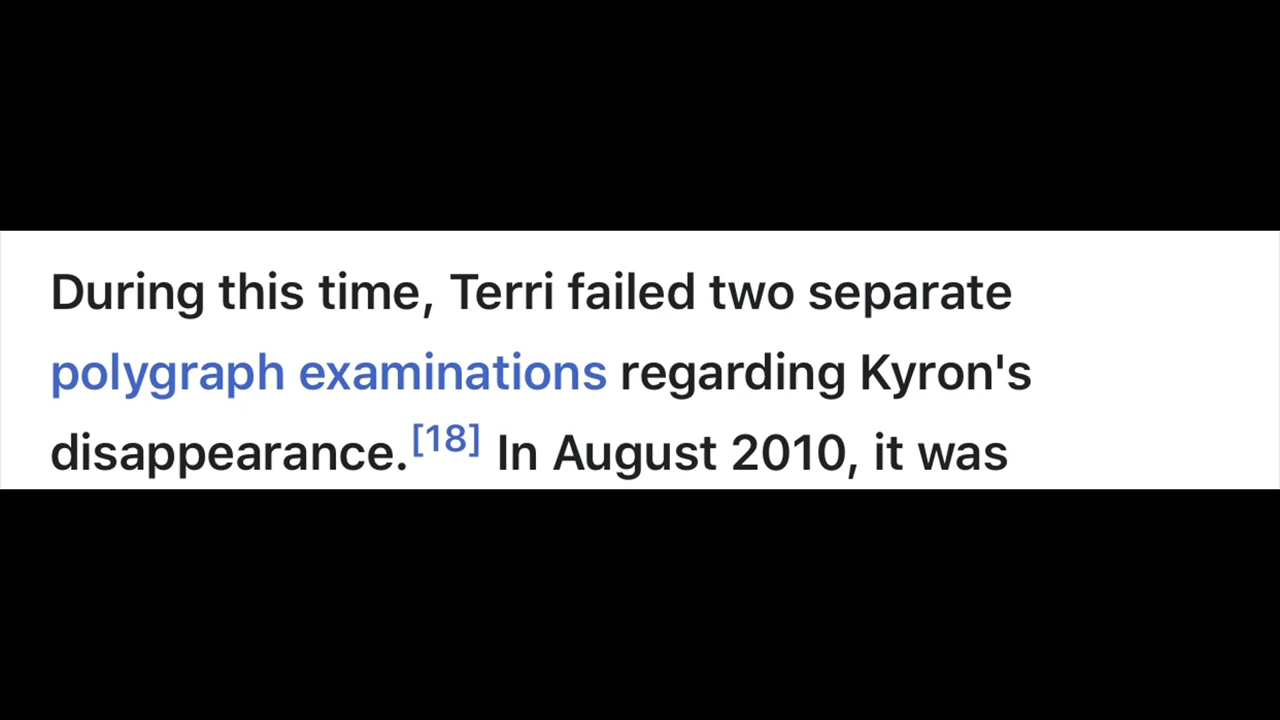 During this time, Terri failed two separate
polygraph examinations regarding Kyron's
disappearance.[18] In August 2010, it was